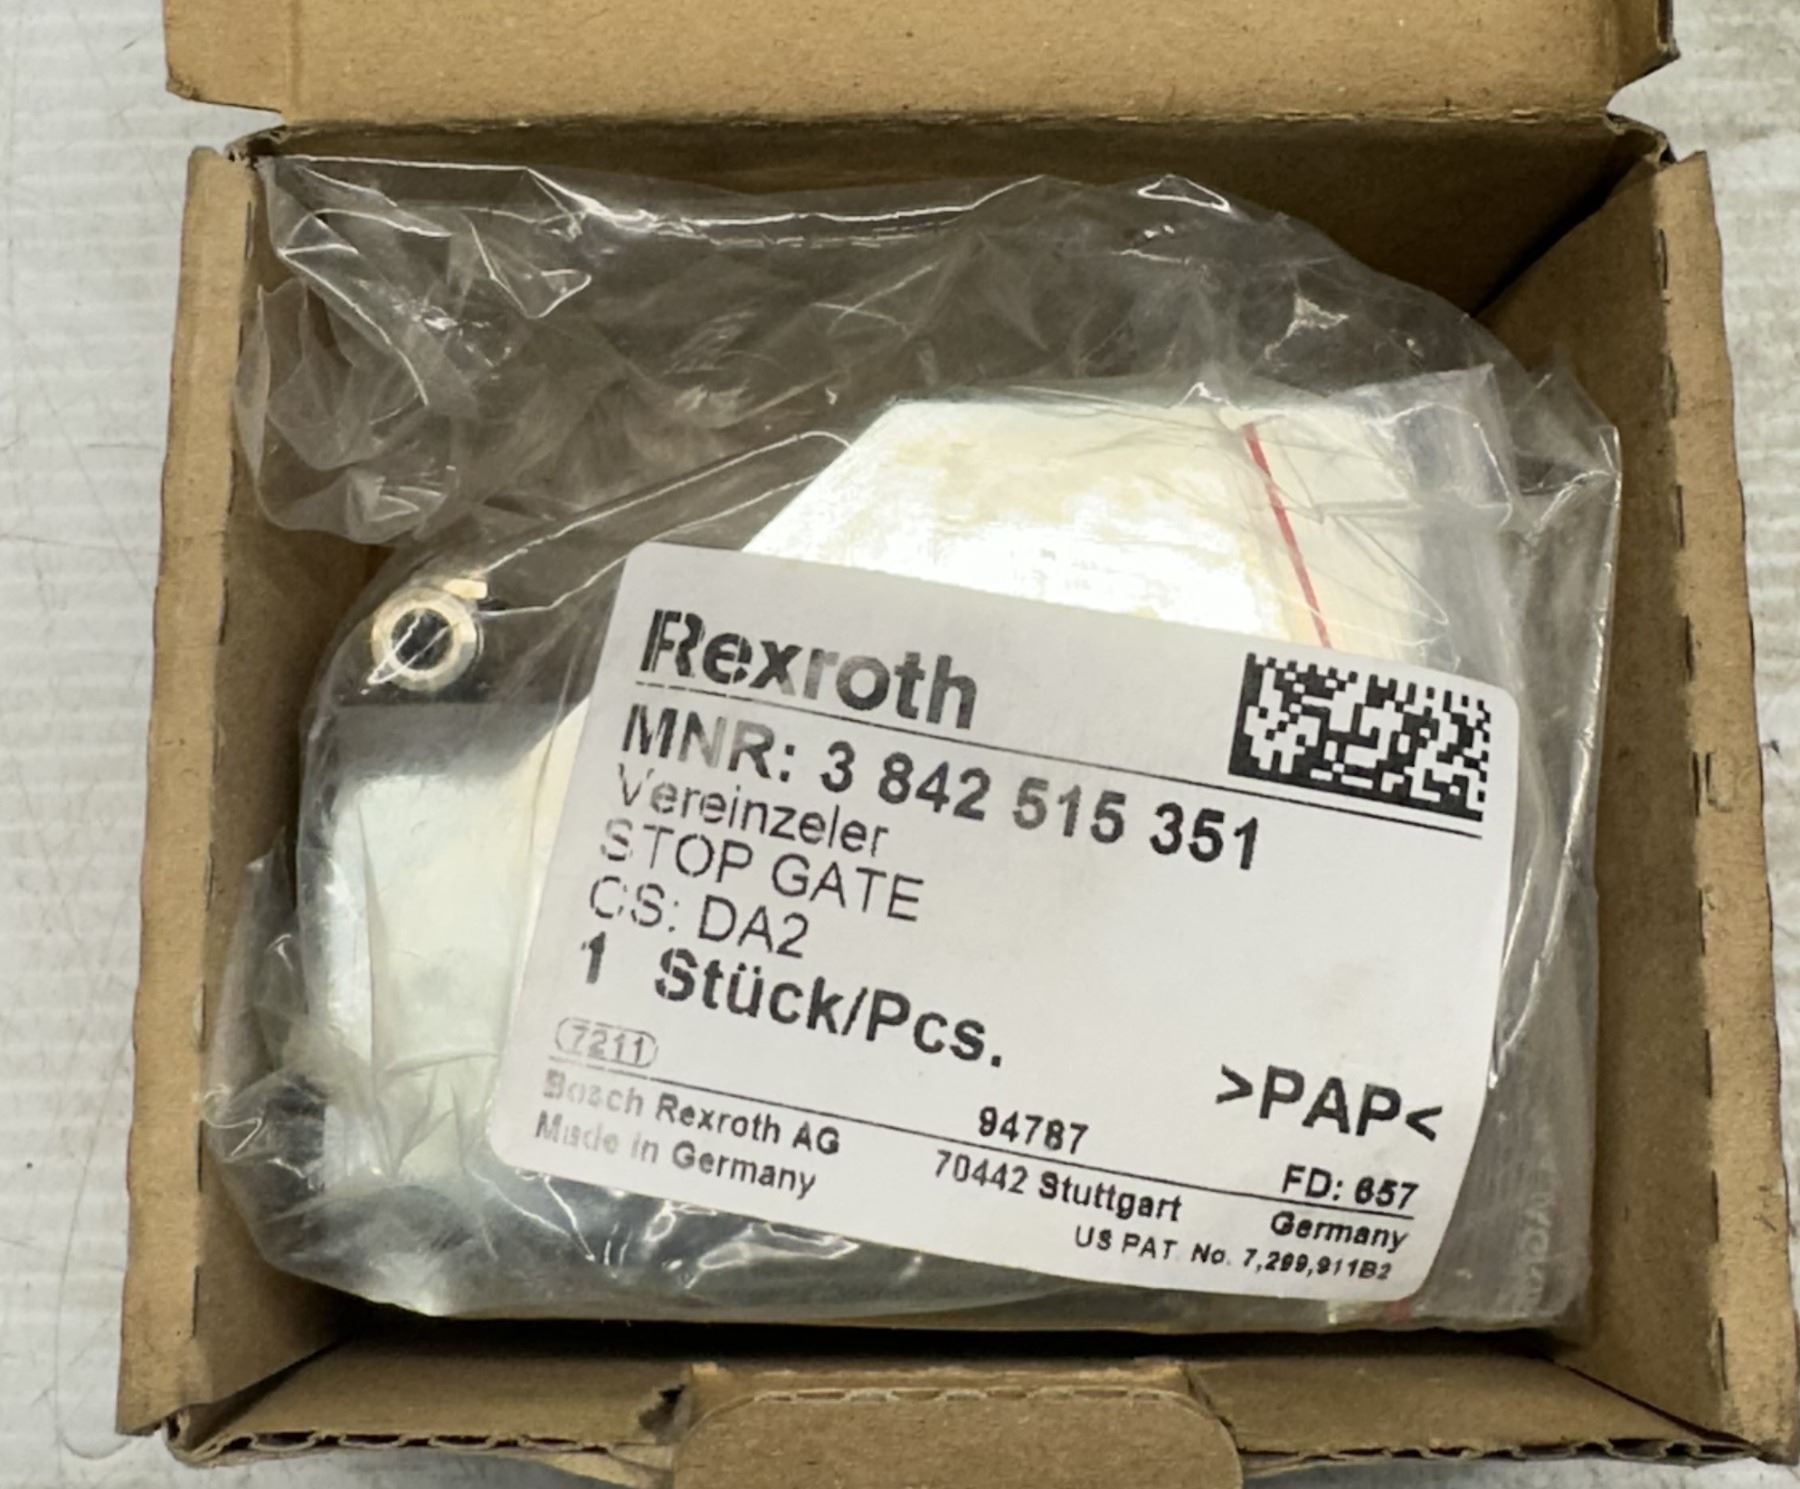 Rexroth
MNR: 3 842 515 351
Vereinzeler
STOP GATE
CS: DA2
1 Stück/Pcs.
>PAP<
7211
94787
FD: 657
Bosch Rexroth AG 70442 Stuttgart Germany
Made in Germany US PAT. No. 7,299,911B2